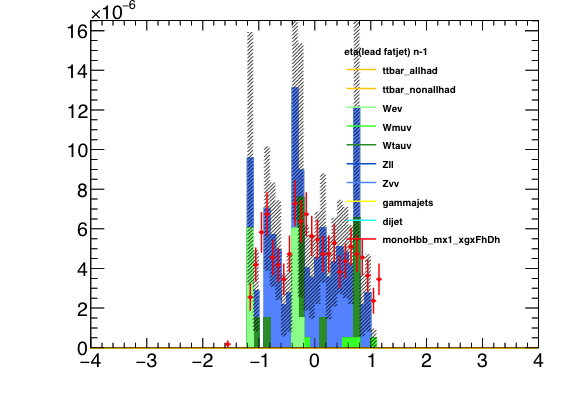 ×10⁻⁶
16
14
12
10
8
6
4
2
0
eta(lead fatjet) n-1
ttbar_allhad
ttbar_nonallhad
Wev
Wmuv
Wtauv
Zll
Zvv
gammajets
dijet
monoHbb_mx1_xgxFhDh
−4 −3 −2 −1 0 1 2 3 4